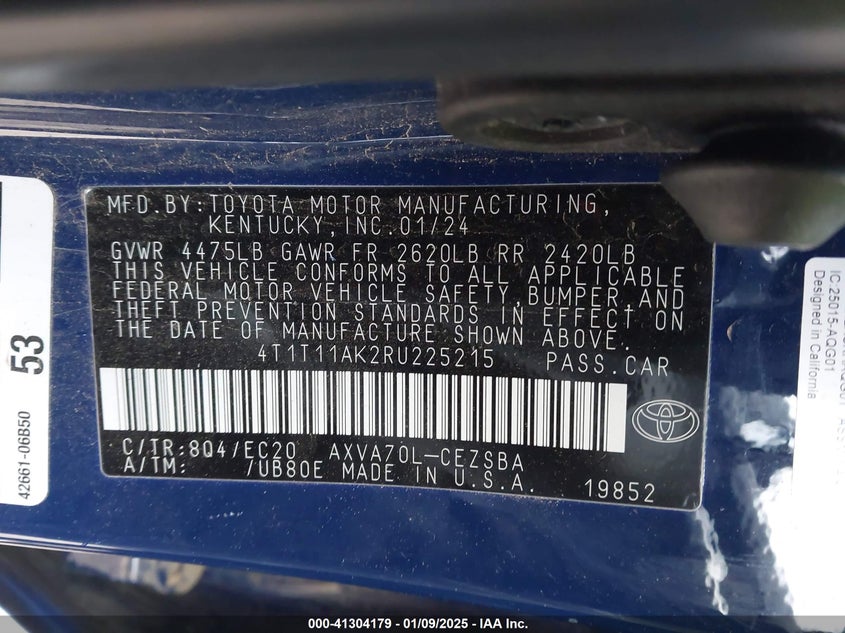 MFD.BY:TOYOTA MOTOR MANUFACTURING,
KENTUCKY,INC.01/24
GVWR 4475LB GAWR FR 2620LB RR 2420LB
THIS VEHICLE CONFORMS TO ALL APPLICABLE
FEDERAL MOTOR VEHICLE SAFETY,BUMPER,AND
THEFT PREVENTION STANDARDS IN EFFECT ON
THE DATE OF MANUFACTURE SHOWN ABOVE.
4T1T11AK2RU225215 PASS.CAR
C/TR:8Q4/EC20 AXVA70L-CEZSBA
A/TM: /UB80E MADE IN U.S.A. 19852
53
42661-06B50
IC:25015-AQG01
Designed in California
000-41304179 | 01/09/2025 - IAA Inc.